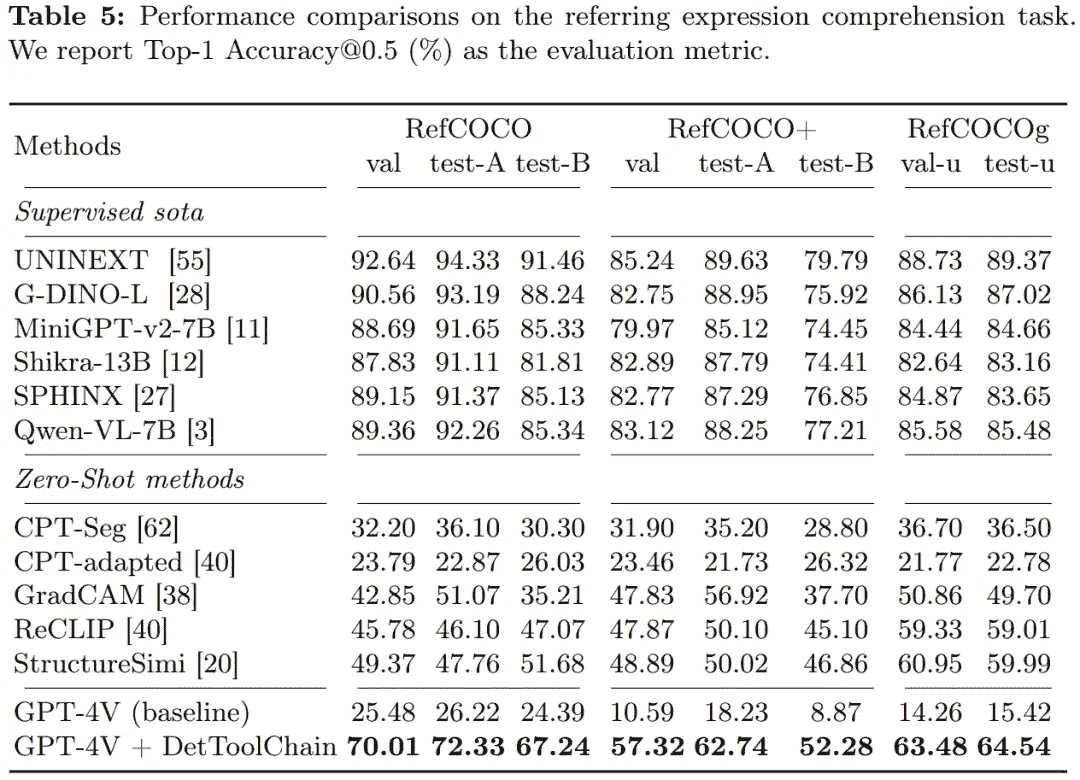 Table 5: Performance comparisons on the referring expression comprehension task.
We report Top-1 Accuracy@0.5 (%) as the evaluation metric.
Methods RefCOCO RefCOCO+ RefCOCOg
val test-A test-B val test-A test-B val-u test-u
Supervised sota
UNINEXT [55] 92.64 94.33 91.46 85.24 89.63 79.79 88.73 89.37
G-DINO-L [28] 90.56 93.19 88.24 82.75 88.95 75.92 86.13 87.02
MiniGPT-v2-7B [11] 88.69 91.65 85.33 79.97 85.12 74.45 84.44 84.66
Shikra-13B [12] 87.83 91.11 81.81 82.89 87.79 74.41 82.64 83.16
SPHINX [27] 89.15 91.37 85.13 82.77 87.29 76.85 84.87 83.65
Qwen-VL-7B [3] 89.36 92.26 85.34 83.12 88.25 77.21 85.58 85.48
Zero-Shot methods
CPT-Seg [62] 32.20 36.10 30.30 31.90 35.20 28.80 36.70 36.50
CPT-adapted [40] 23.79 22.87 26.03 23.46 21.73 26.32 21.77 22.78
GradCAM [38] 42.85 51.07 35.21 47.83 56.92 37.70 50.86 49.70
ReCLIP [40] 45.78 46.10 47.07 47.87 50.10 45.10 59.33 59.01
StructureSimi [20] 49.37 47.76 51.68 48.89 50.02 46.86 60.95 59.99
GPT-4V (baseline) 25.48 26.22 24.39 10.59 18.23 8.87 14.26 15.42
GPT-4V + DetToolChain 70.01 72.33 67.24 57.32 62.74 52.28 63.48 64.54